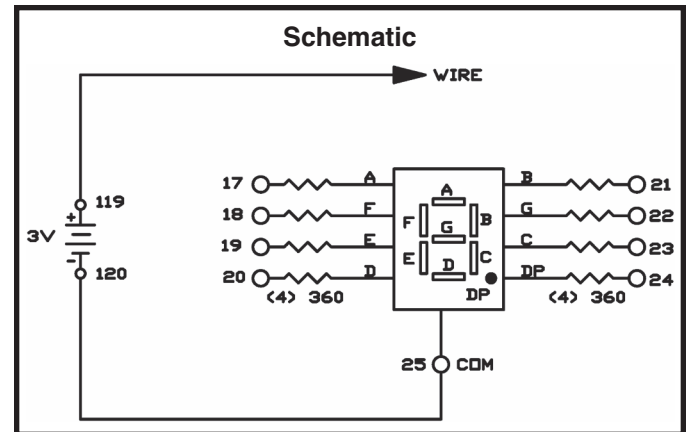 Schematic
WIRE
119
+
3V
-
120
17 A
18 F
19 E
20 D
(4) 360
A
F B
G
E C
D
DP
B 21
G 22
C 23
DP 24
(4) 360
25 COM